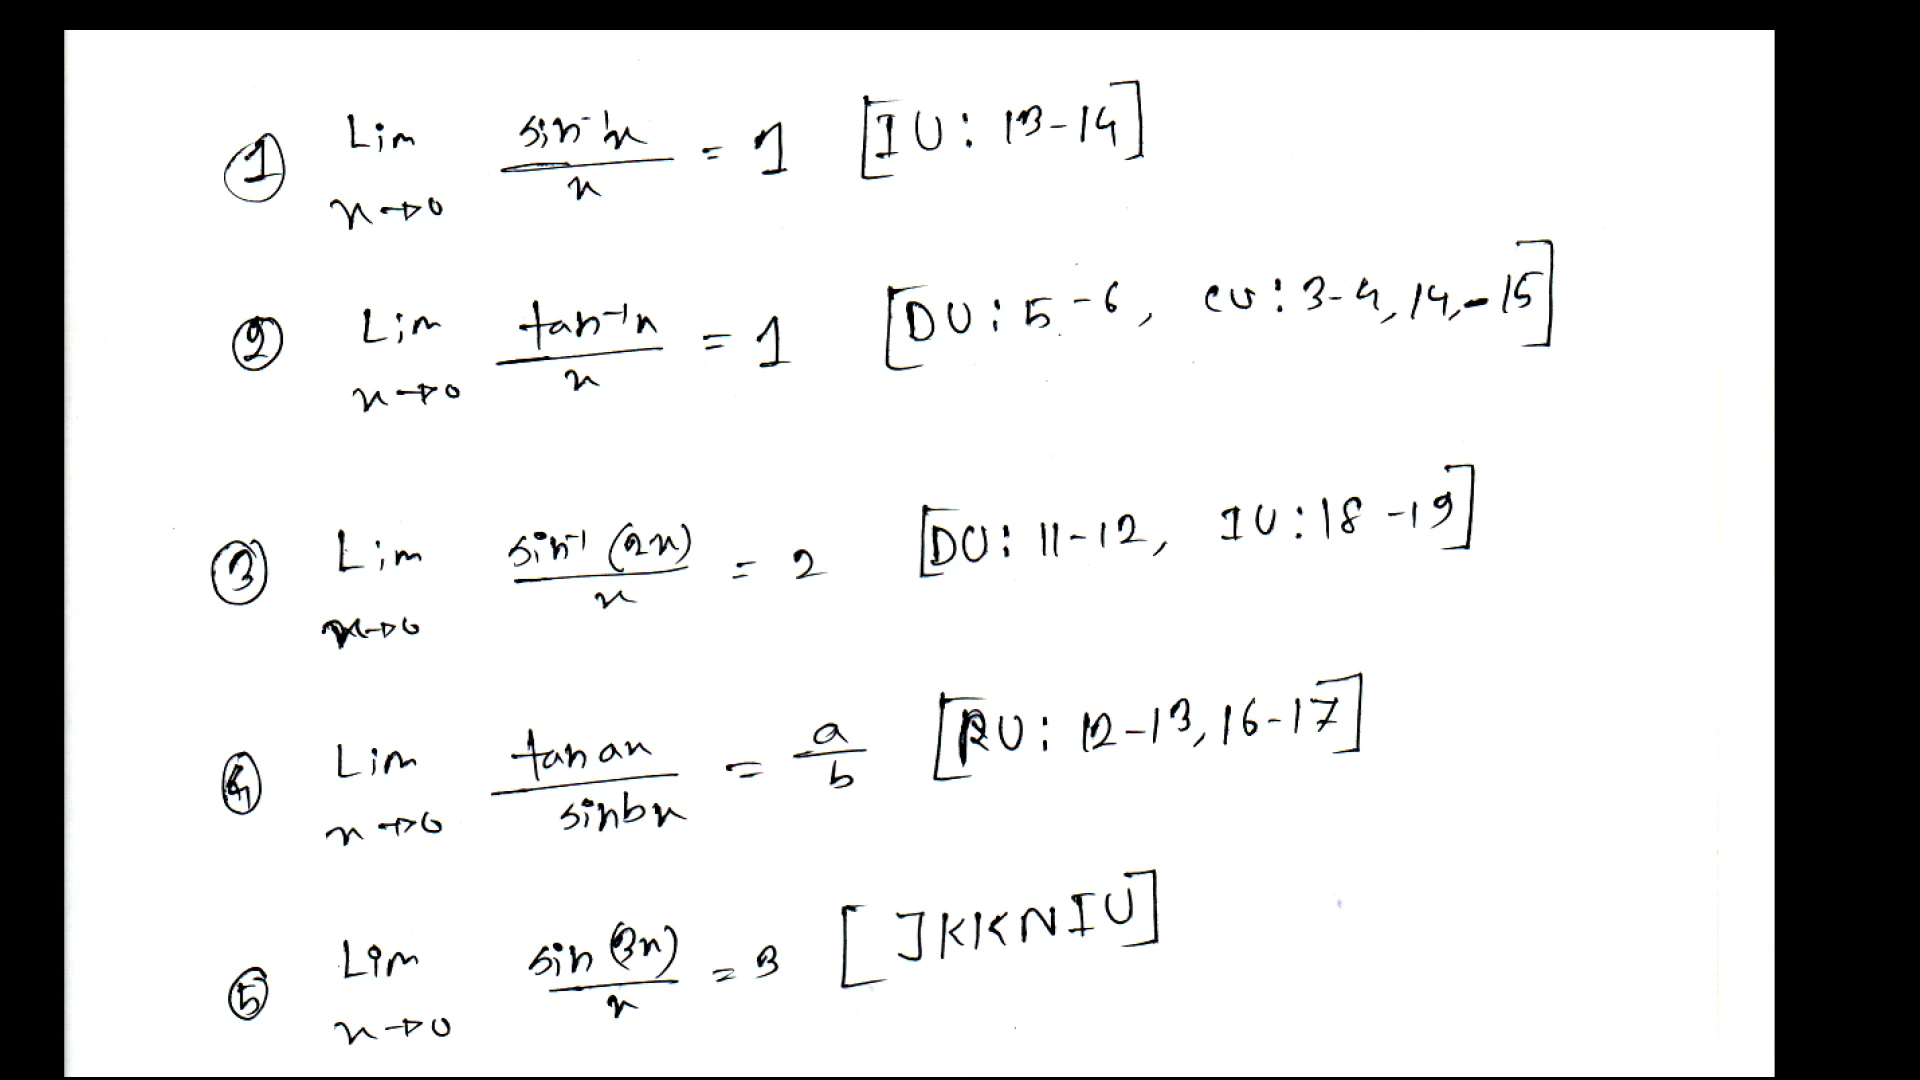 ① Lim x→0 sin⁻¹x / x = 1 [IU: 13-14]
② Lim x→0 tan⁻¹x / x = 1 [DU: 5-6, CU: 3-4, 14-15]
③ Lim x→0 sin⁻¹(2x) / x = 2 [DU: 11-12, IU: 18-19]
④ Lim x→0 tan ax / sin bx = a / b [RU: 12-13, 16-17]
⑤ Lim x→0 sin(3x) / x = 3 [JKKNIU]